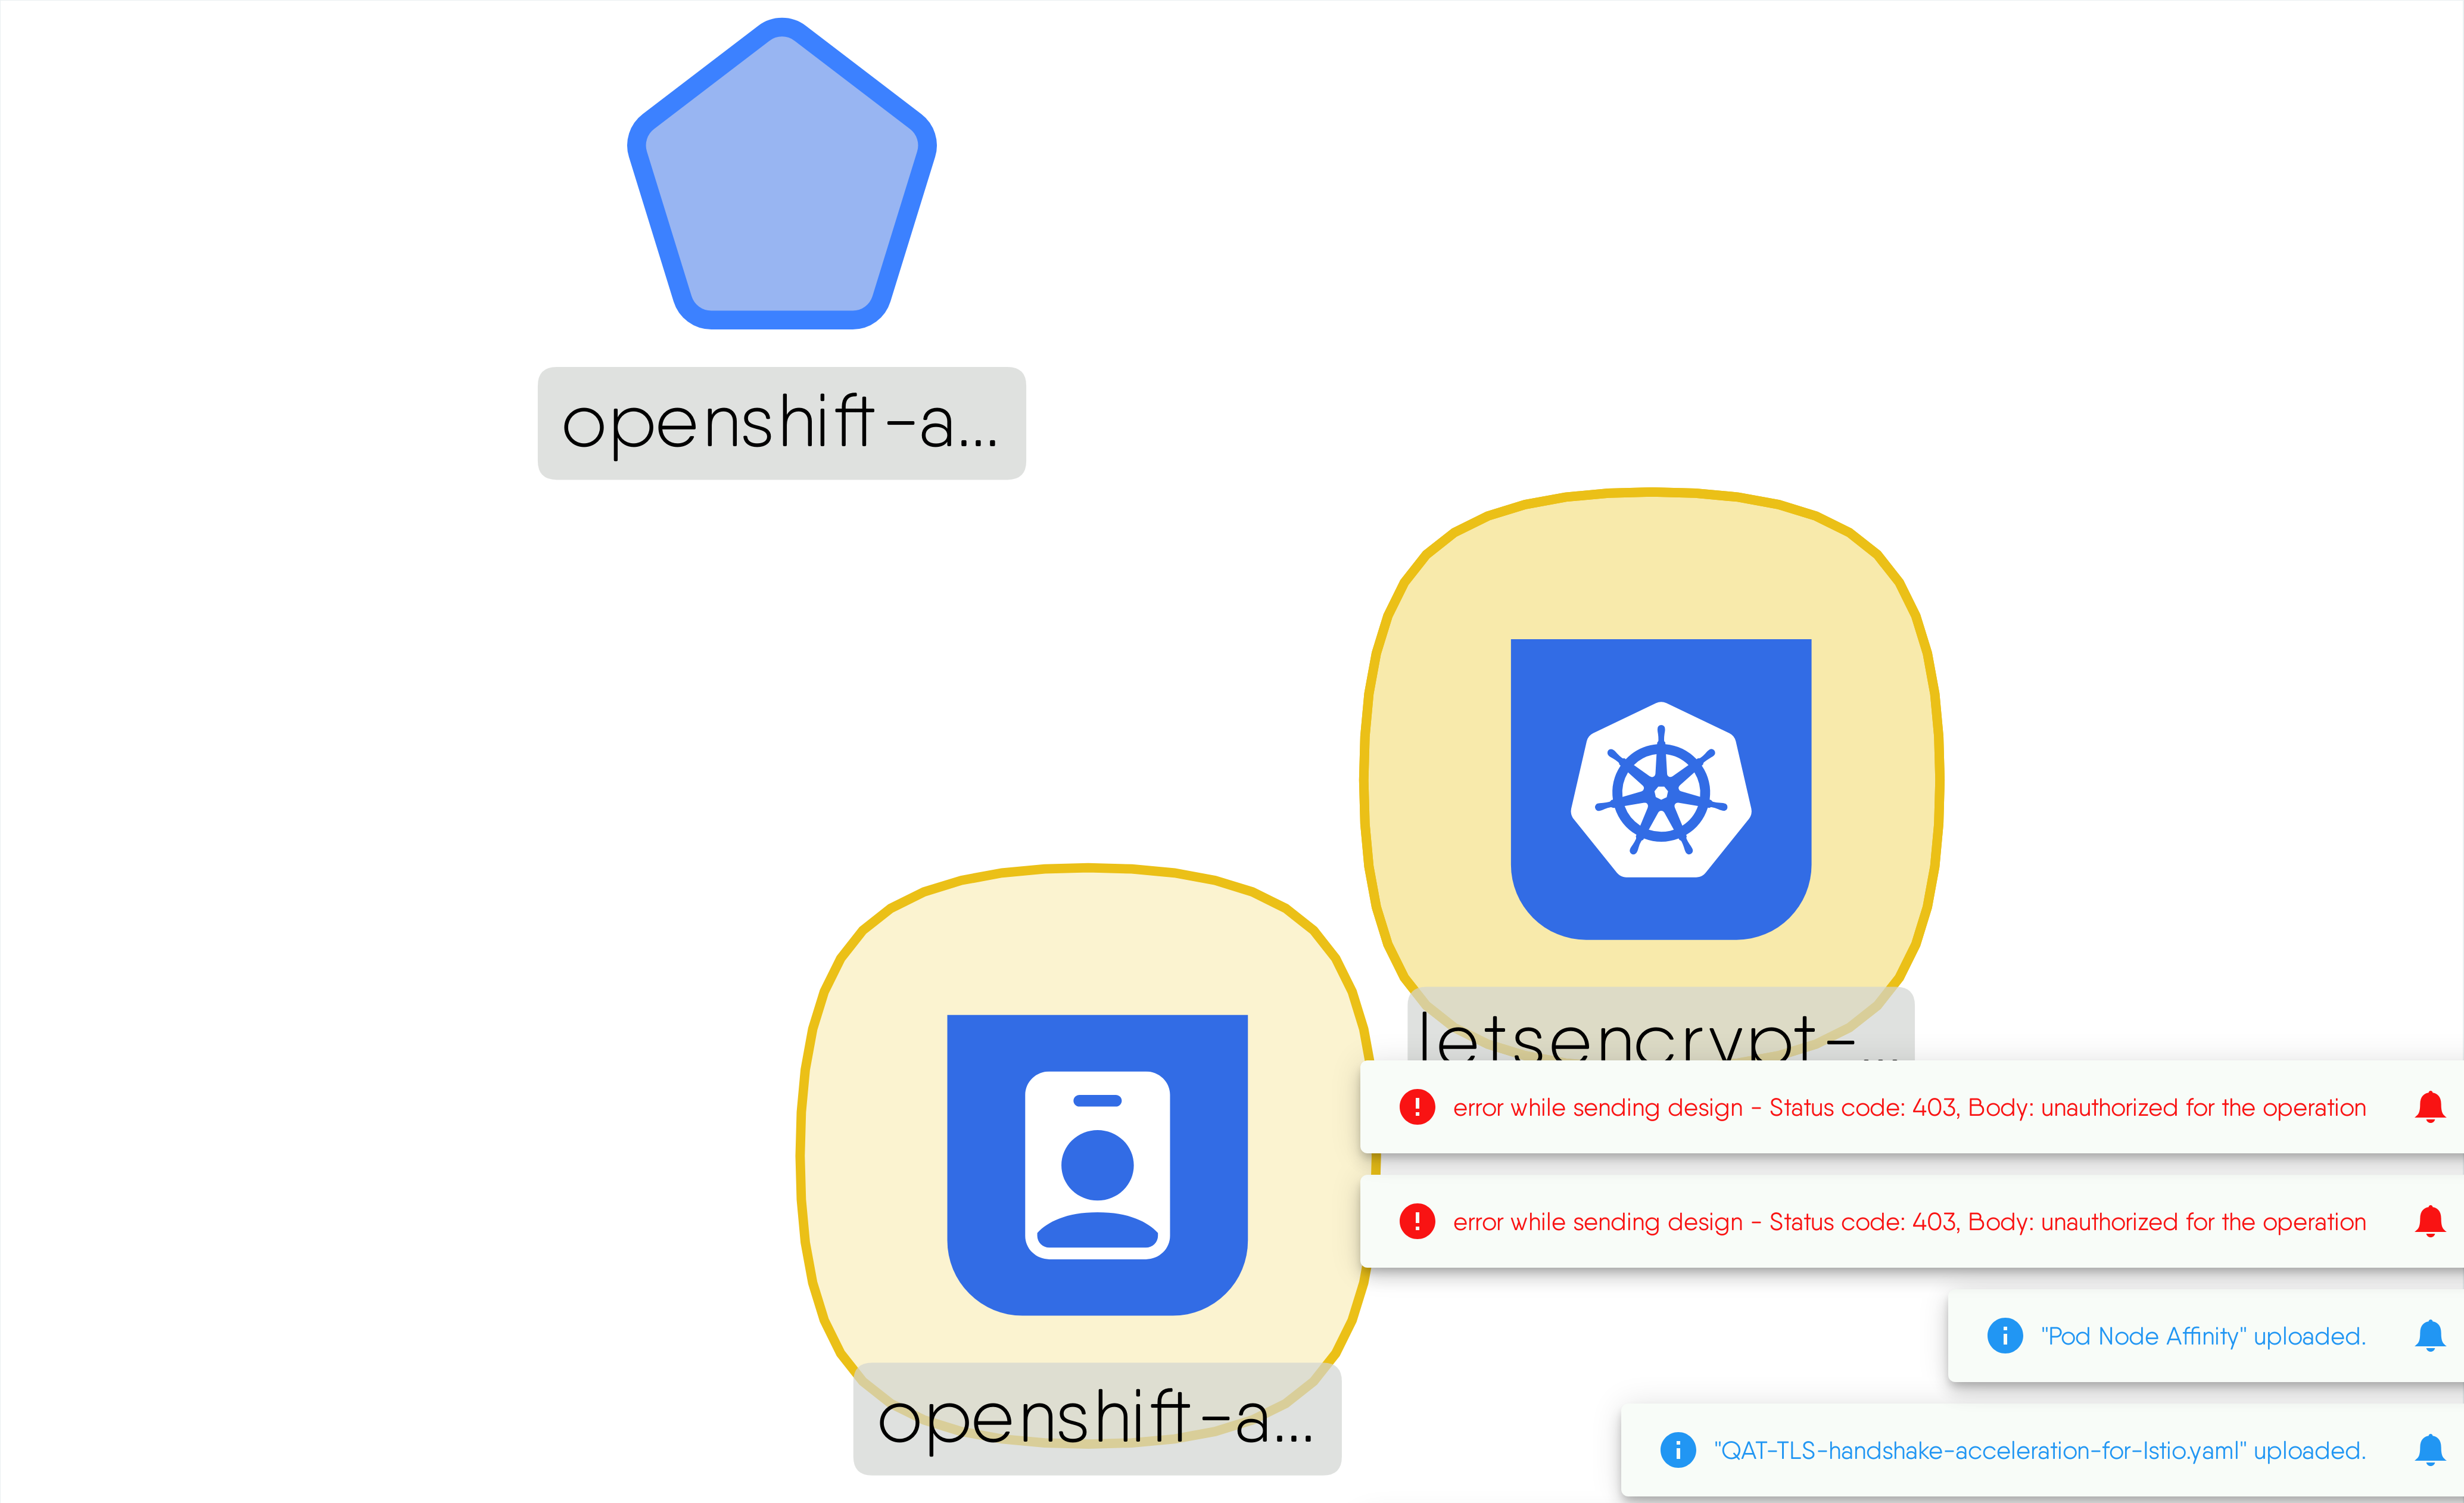 openshift-a...
letsencrypt-...
error while sending design - Status code: 403, Body: unauthorized for the operation
error while sending design - Status code: 403, Body: unauthorized for the operation
"Pod Node Affinity" uploaded.
openshift-a...
"QAT-TLS-handshake-acceleration-for-Istio.yaml" uploaded.